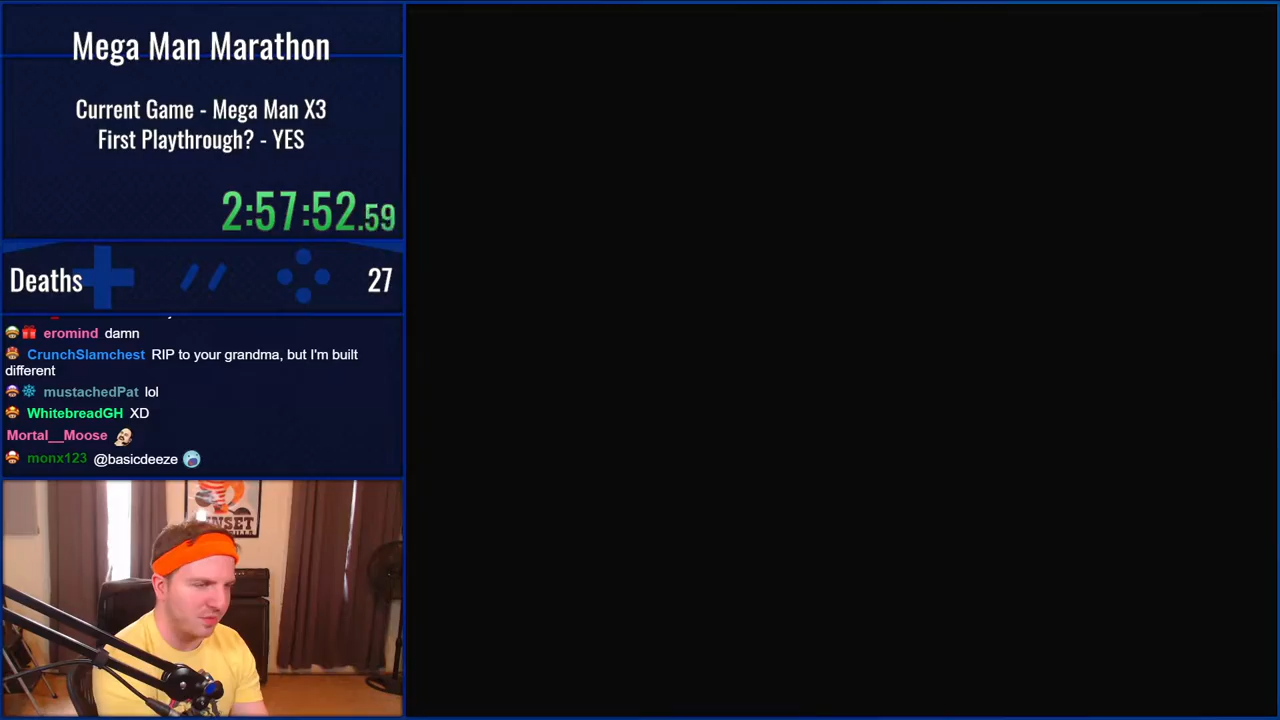 Mega Man Marathon
Current Game - Mega Man X3
First Playthrough? - YES
2:57:52.59
Deaths 27
eromind damn
CrunchSlamchest RIP to your grandma, but I'm built
different
mustachedPat lol
WhitebreadGH XD
Mortal__Moose
monx123 @basicdeeze